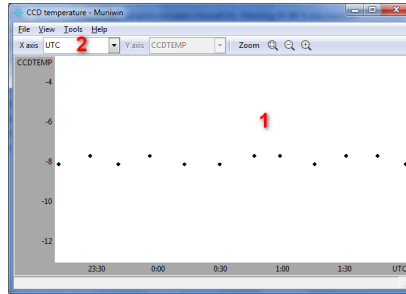 CCD temperature - Muniwin
File View Tools Help
X axis UTC 2 Y axis CCDTEMP Zoom
CCDTEMP
-4
1
-6
-8
-10
-12
23:30 0:00 0:30 1:00 1:30 UTC